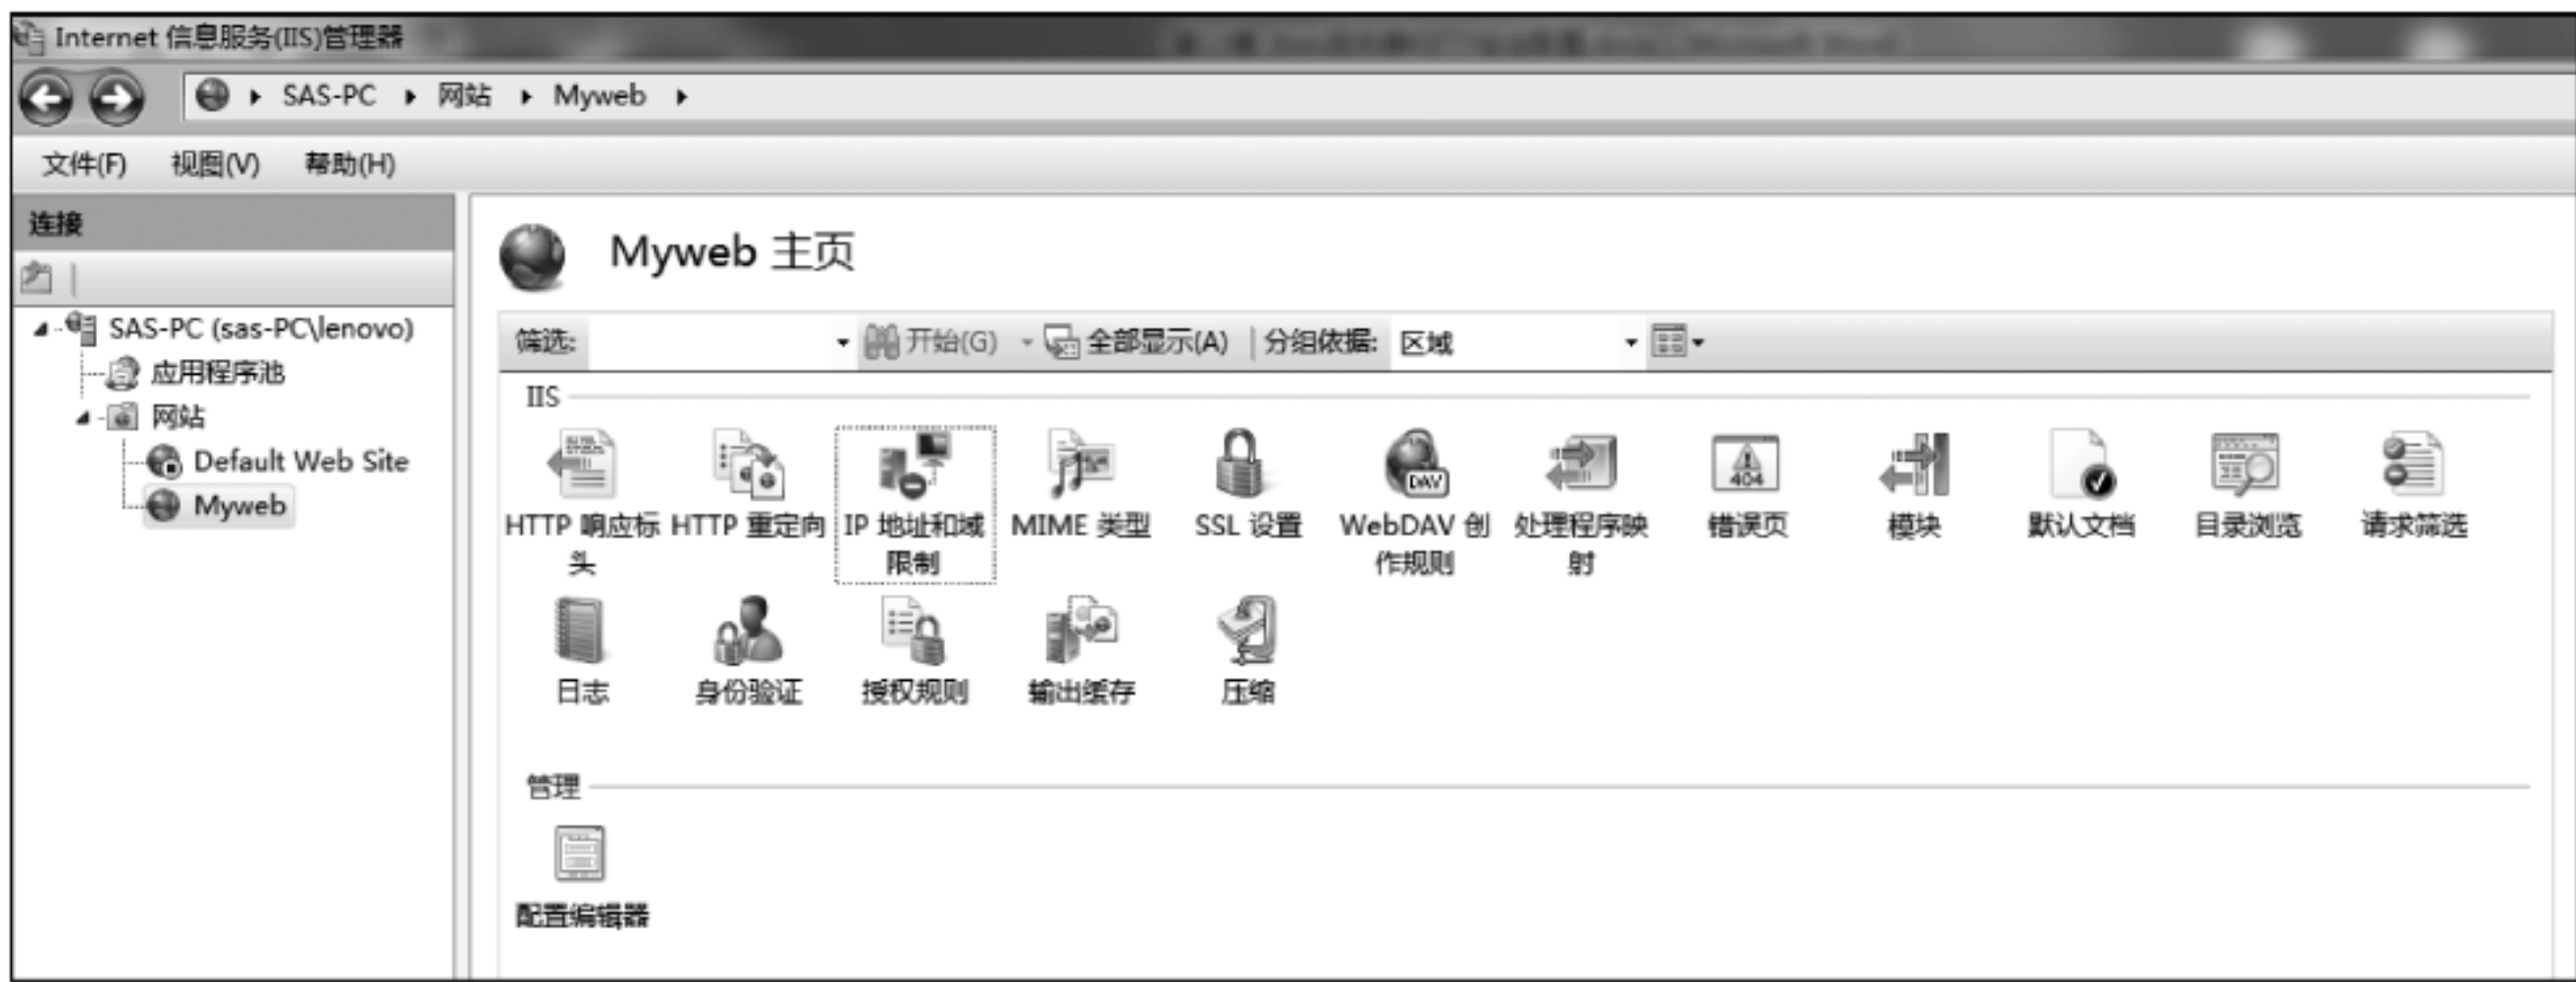 Internet 信息服务(IIS)管理器
SAS-PC 网站 Myweb
文件(F) 视图(V) 帮助(H)
连接
Myweb 主页
SAS-PC (sas-PC\lenovo)
应用程序池
网站
Default Web Site
Myweb
筛选: 开始(G) 全部显示(A) 分组依据: 区域
IIS
HTTP 响应标头
HTTP 重定向
IP 地址和域限制
MIME 类型
SSL 设置
DAV
WebDAV 创作规则
处理程序映射
404
错误页
模块
默认文档
目录浏览
请求筛选
日志
身份验证
授权规则
输出缓存
压缩
管理
配置编辑器